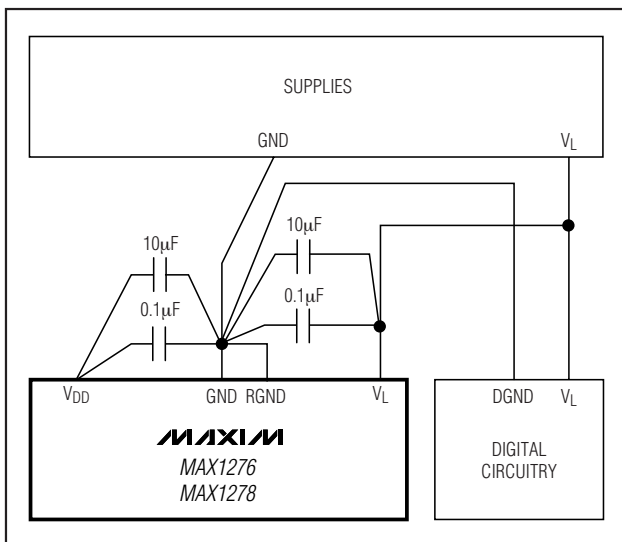 SUPPLIES
GND VL
10µF 10µF
0.1µF 0.1µF
VDD GND RGND VL DGND VL
MAXIM
MAX1276
MAX1278
DIGITAL
CIRCUITRY